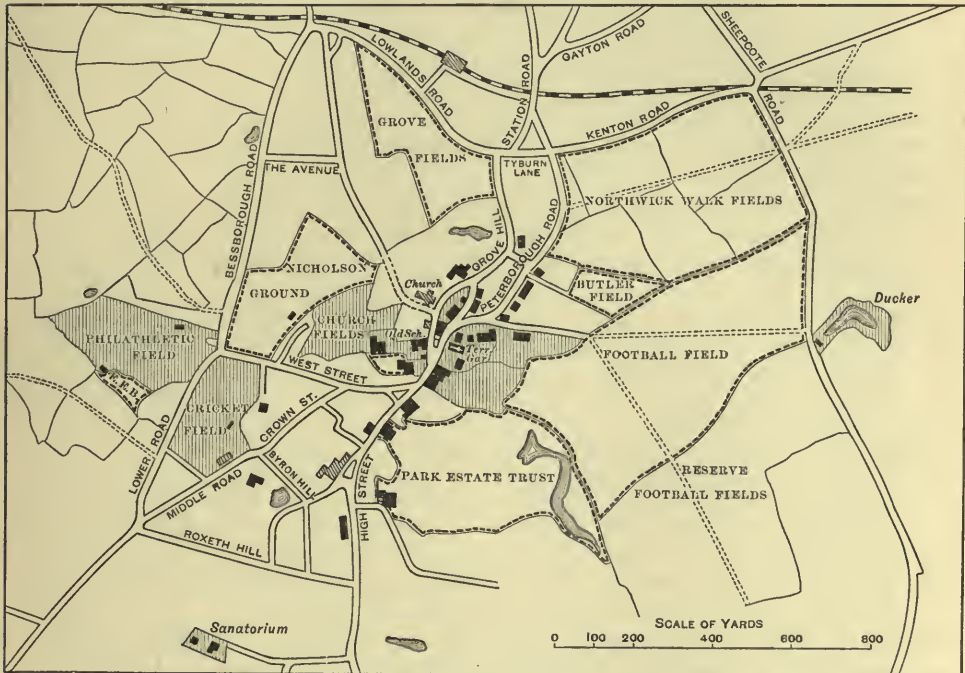 LOWLANDS
ROAD
STATION ROAD
GAYTON ROAD
SHEEPCOTE
ROAD
KENTON ROAD
GROVE
FIELDS
TYBURN
LANE
THE AVENUE
BESSBOROUGH ROAD
NORTHWICK WALK FIELDS
NICHOLSON
GROUND
Church
GROVE HILL
PETERBOROUGH ROAD
BUTLER
FIELD
Ducker
PHILATHLETIC
FIELD
CHURCH
FIELDS
Old Sch.
Terr.
Gar.
FOOTBALL FIELD
WEST STREET
CRICKET
FIELD
CROWN ST.
LOWER ROAD
MIDDLE ROAD
BYRON HILL
HIGH STREET
PARK ESTATE TRUST
RESERVE
FOOTBALL FIELDS
ROXETH HILL
Sanatorium
SCALE OF YARDS
0 100 200 400 600 800